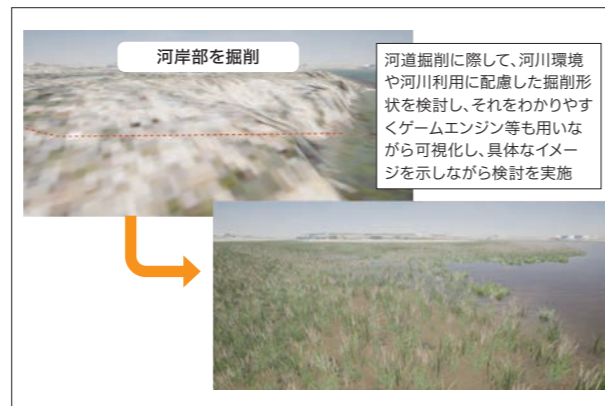 河岸部を掘削
河道掘削に際して、河川環境
や河川利用に配慮した掘削形
状を検討し、それをわかりやす
くゲームエンジン等も用いな
がら可視化し、具体なイメー
ジを示しながら検討を実施